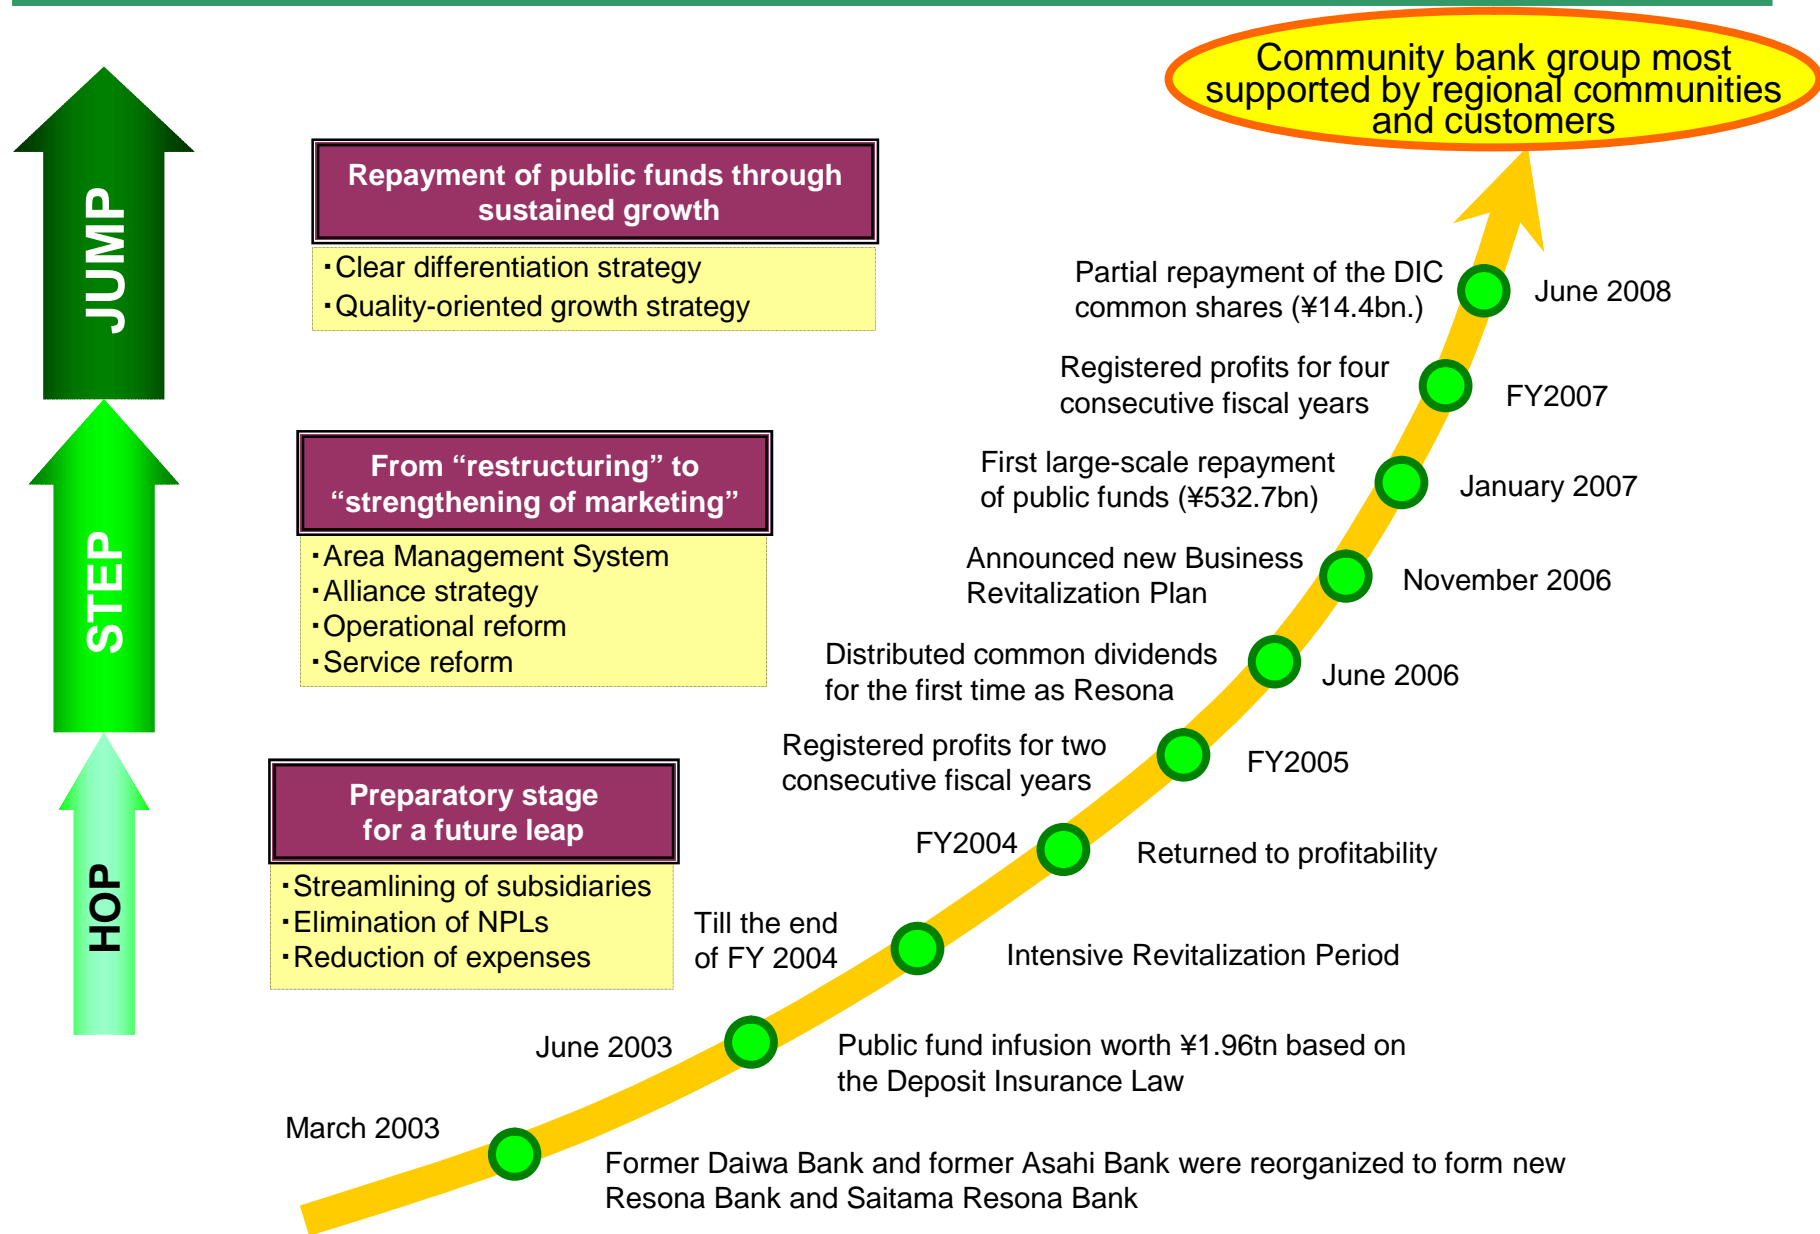 Community bank group most
supported by regional communities
and customers
JUMP
Repayment of public funds through
sustained growth
・Clear differentiation strategy
・Quality-oriented growth strategy
Partial repayment of the DIC
common shares (¥14.4bn.)
June 2008
Registered profits for four
consecutive fiscal years
FY2007
STEP
From “restructuring” to
“strengthening of marketing”
・Area Management System
・Alliance strategy
・Operational reform
・Service reform
First large-scale repayment
of public funds (¥532.7bn)
January 2007
Announced new Business
Revitalization Plan
November 2006
Distributed common dividends
for the first time as Resona
June 2006
Registered profits for two
consecutive fiscal years
FY2005
HOP
Preparatory stage
for a future leap
・Streamlining of subsidiaries
・Elimination of NPLs
・Reduction of expenses
FY2004
Returned to profitability
Till the end
of FY 2004
Intensive Revitalization Period
June 2003
Public fund infusion worth ¥1.96tn based on
the Deposit Insurance Law
March 2003
Former Daiwa Bank and former Asahi Bank were reorganized to form new
Resona Bank and Saitama Resona Bank